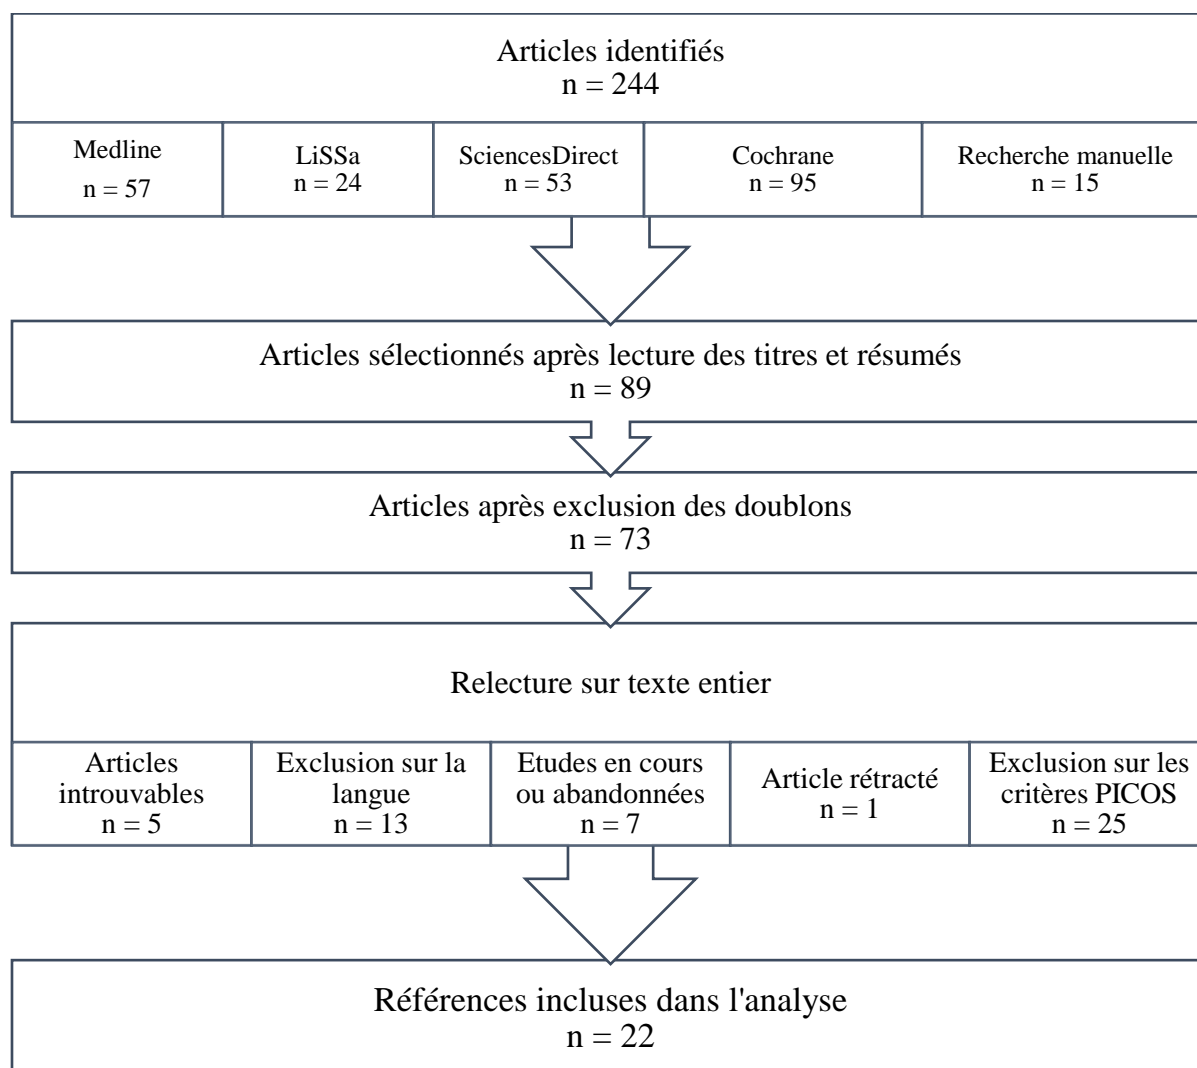 Articles identifiés
n = 244
Medline
n = 57
LiSSa
n = 24
SciencesDirect
n = 53
Cochrane
n = 95
Recherche manuelle
n = 15
Articles sélectionnés après lecture des titres et résumés
n = 89
Articles après exclusion des doublons
n = 73
Relecture sur texte entier
Articles
introuvables
n = 5
Exclusion sur la
langue
n = 13
Etudes en cours
ou abandonnées
n = 7
Article rétracté
n = 1
Exclusion sur les
critères PICOS
n = 25
Références incluses dans l'analyse
n = 22